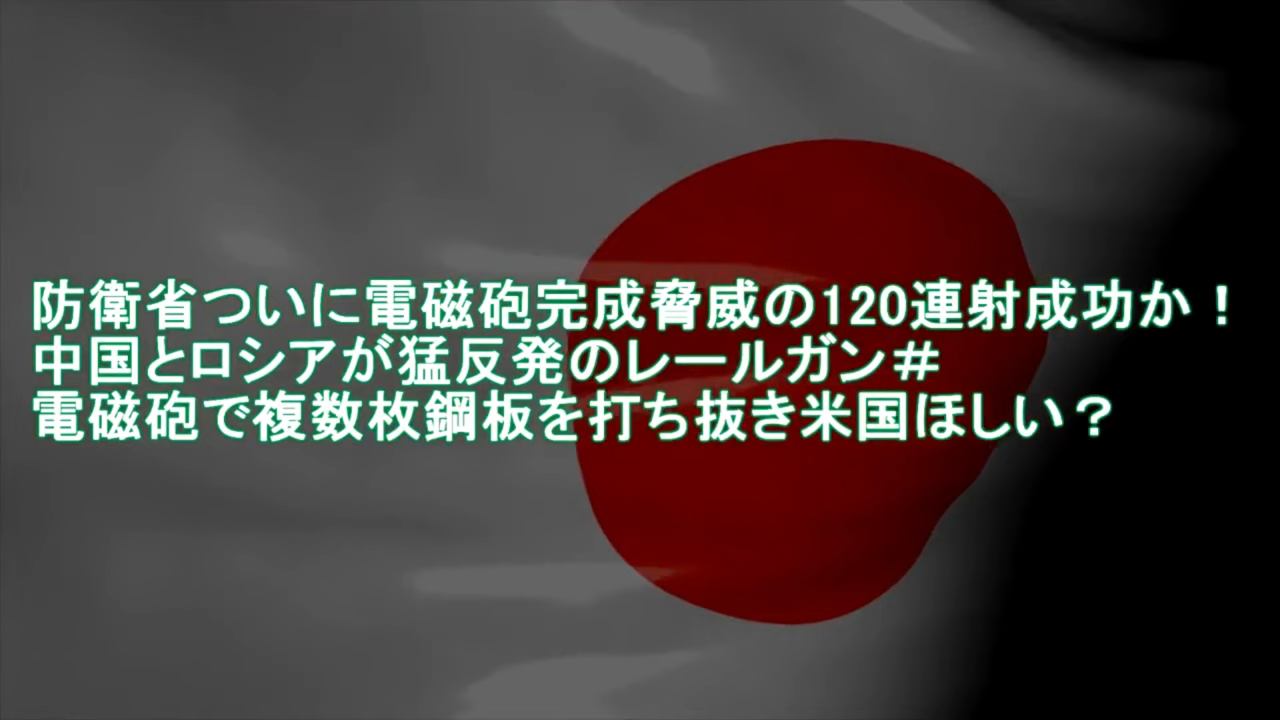 防衛省ついに電磁砲完成脅威の120連射成功か！
中国とロシアが猛反発のレールガン＃
電磁砲で複数枚鋼板を打ち抜き米国ほしい？